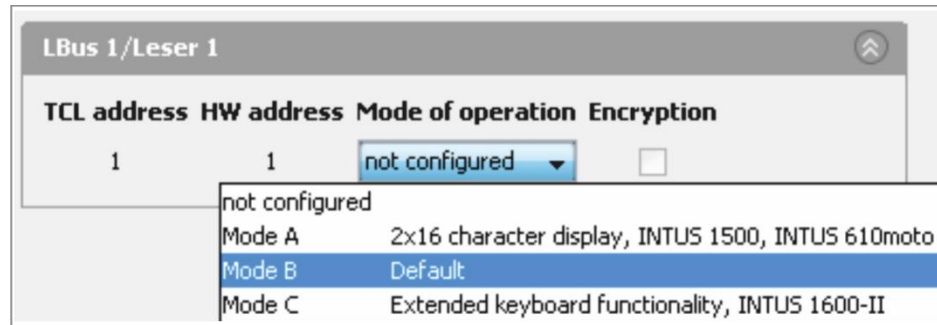 LBus 1/Leser 1
TCL address HW address Mode of operation Encryption
1 1 not configured
not configured
Mode A 2x16 character display, INTUS 1500, INTUS 610moto
Mode B Default
Mode C Extended keyboard functionality, INTUS 1600-II